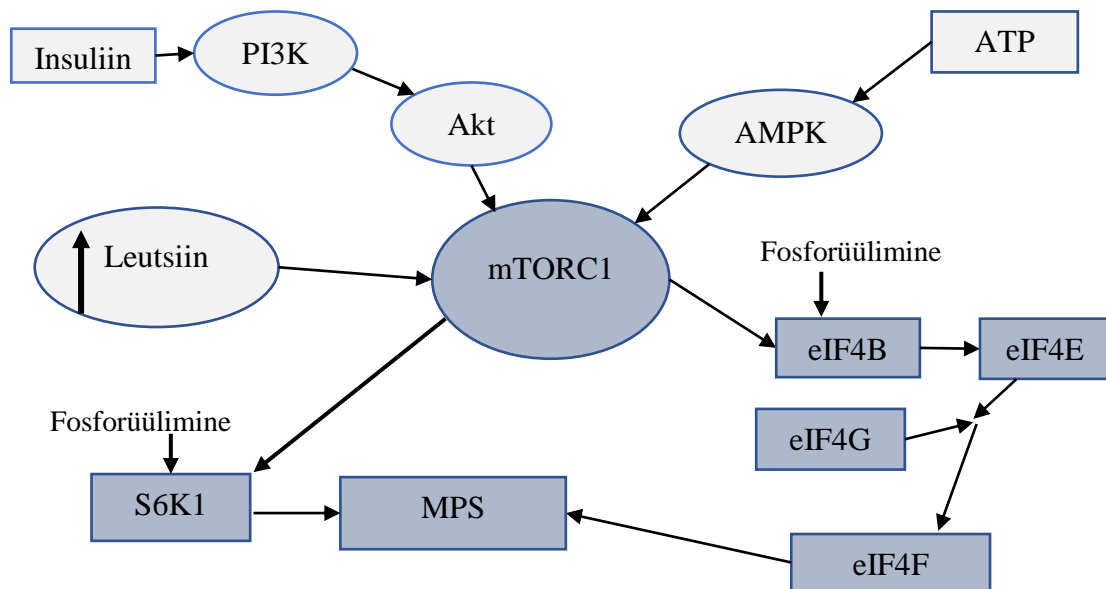 Insuliin
PI3K
ATP
Akt
AMPK
Leutsiin
mTORC1
Fosforüülimine
eIF4B
eIF4E
eIF4G
Fosforüülimine
S6K1
MPS
eIF4F